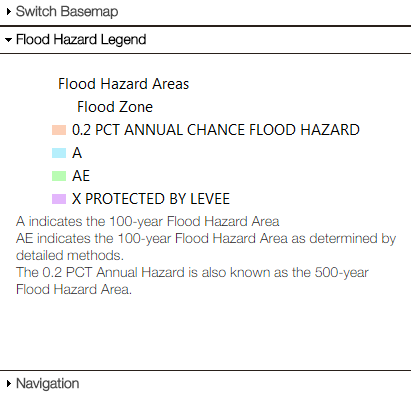 Switch Basemap
Flood Hazard Legend
Flood Hazard Areas
Flood Zone
0.2 PCT ANNUAL CHANCE FLOOD HAZARD
A
AE
X PROTECTED BY LEVEE
A indicates the 100-year Flood Hazard Area
AE indicates the 100-year Flood Hazard Area as determined by
detailed methods.
The 0.2 PCT Annual Hazard is also known as the 500-year
Flood Hazard Area.
Navigation